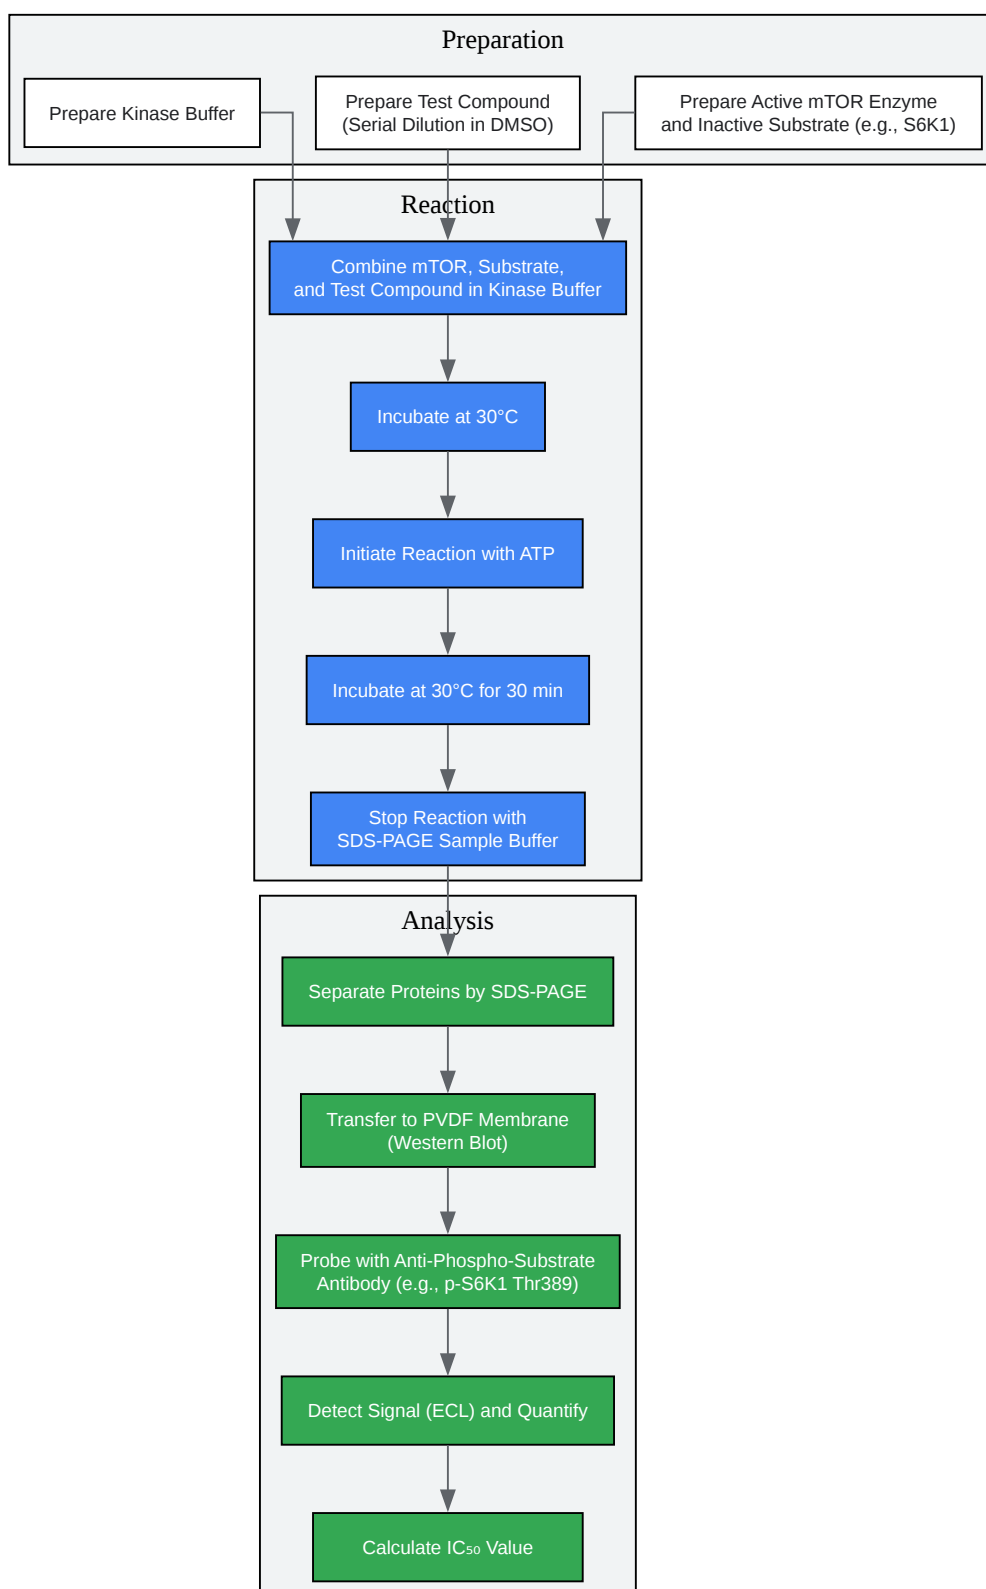 Preparation
Prepare Kinase Buffer
Prepare Test Compound
(Serial Dilution in DMSO)
Prepare Active mTOR Enzyme
and Inactive Substrate (e.g., S6K1)
Reaction
Combine mTOR, Substrate,
and Test Compound in Kinase Buffer
Incubate at 30°C
Initiate Reaction with ATP
Incubate at 30°C for 30 min
Stop Reaction with
SDS-PAGE Sample Buffer
Analysis
Separate Proteins by SDS-PAGE
Transfer to PVDF Membrane
(Western Blot)
Probe with Anti-Phospho-Substrate
Antibody (e.g., p-S6K1 Thr389)
Detect Signal (ECL) and Quantify
Calculate IC₅₀ Value